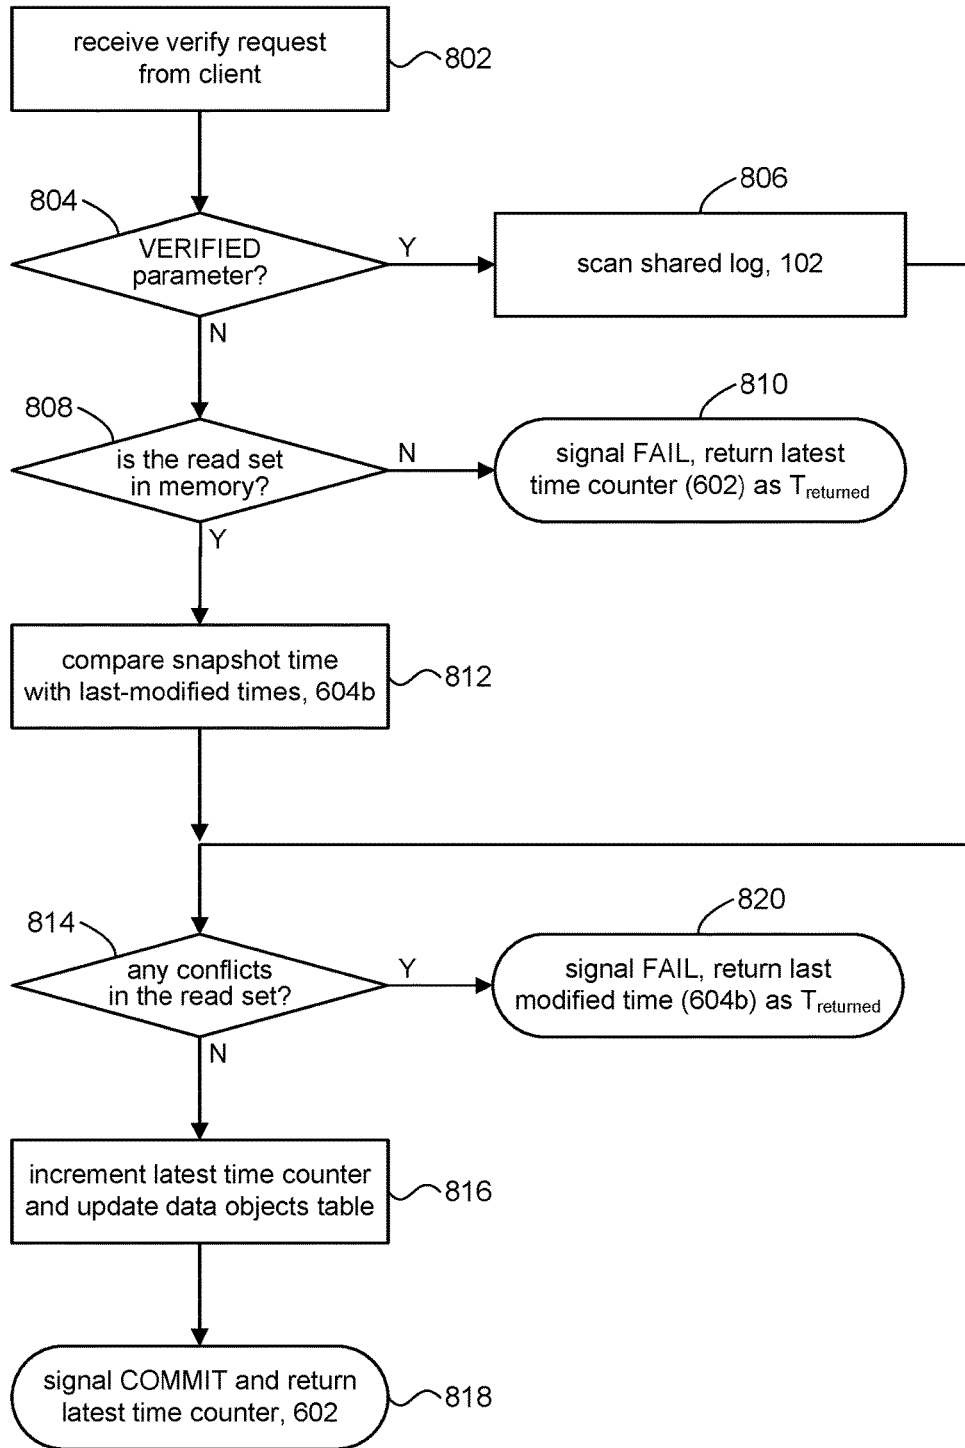 receive verify request
from client
802
804
VERIFIED
parameter?
Y
N
806
scan shared log, 102
808
is the read set
in memory?
N
Y
810
signal FAIL, return latest
time counter (602) as Treturned
compare snapshot time
with last-modified times, 604b
812
814
any conflicts
in the read set?
Y
N
820
signal FAIL, return last
modified time (604b) as Treturned
increment latest time counter
and update data objects table
816
signal COMMIT and return
latest time counter, 602
818